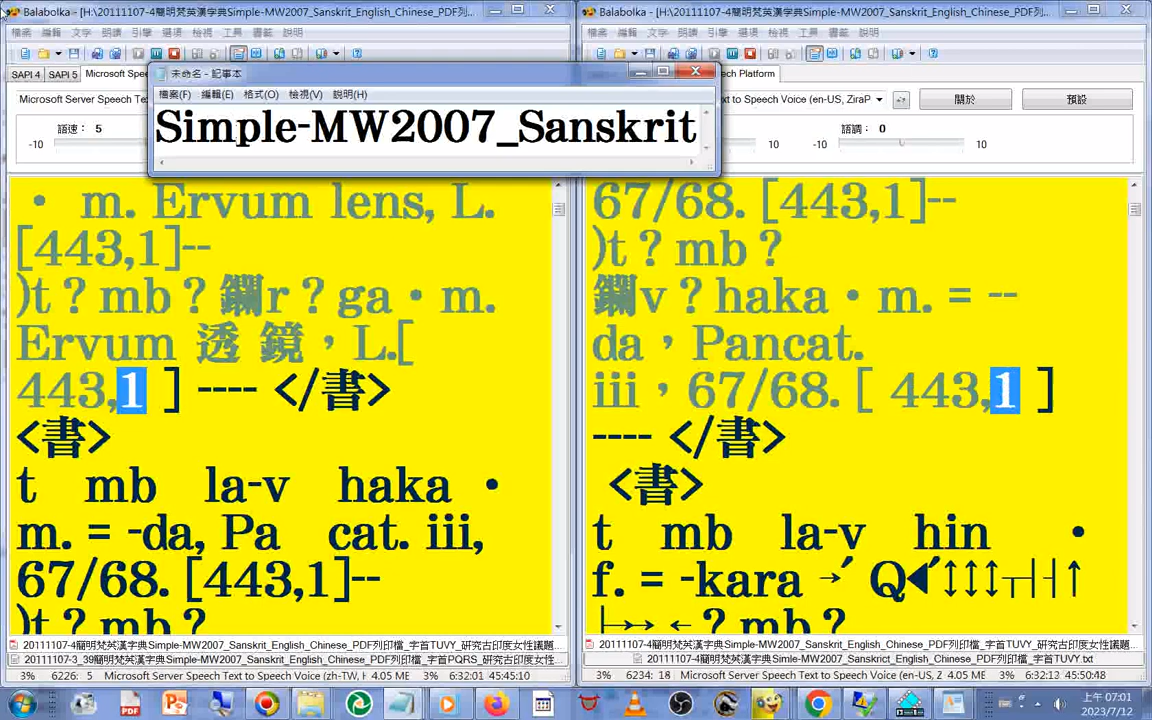 Balabolka - [H:\20111107-4簡明梵英漢字典Simple-MW2007_Sanskrit_English_Chinese_PDF列...
檔案 編輯 文字 朗讀 引擎 選項 檢視 工具 書籤 說明
SAPI 4 SAPI 5 Microsoft Spee
Microsoft Server Speech Text
語速： 5
-10
未命名 - 記事本
檔案(F) 編輯(E) 格式(O) 檢視(V) 說明(H)
Simple-MW2007_Sanskrit
• m. Ervum lens, L.
[443,1]--
)t？mb？鑭r？ga • m.
Ervum 透 鏡，L.[
443,1 ] ---- </書>
<書>
t mb la-v haka •
m. = -da, Pa cat. iii,
67/68. [443,1]--
)t？mb？
20111107-4簡明梵英漢字典Simple-MW2007_Sanskrit_English_Chinese_PDF列印檔_字首TUVY_研究古印度女性議題...
20111107-3_39簡明梵英漢字典Simple-MW2007_Sanskrit_English_Chinese_PDF列印檔_字首PQRS_研究古印度女性...
3% 6226: 5 Microsoft Server Speech Text to Speech Voice (zh-TW, H 4.05 ME 3% 6:32:01 45:45:10
Balabolka - [H:\20111107-4簡明梵英漢字典Simple-MW2007_Sanskrit_English_Chinese_PDF列...
檔案 編輯 文字 朗讀 引擎 選項 檢視 工具 書籤 說明
ech Platform
xt to Speech Voice (en-US, ZiraP 關於 預設
語調： 0
10 -10 10
67/68. [443,1]--
)t？mb？
鑭v？haka • m. = --
da，Pancat.
iii，67/68. [ 443,1 ]
---- </書>
<書>
t mb la-v hin •
f. = -kara →´ Q◀´↕↕↕┬┤┤↑
├→→ ←？mb？
20111107-4簡明梵英漢字典Simple-MW2007_Sanskrit_English_Chinese_PDF列印檔_字首TUVY_研究古印度女性議題...
20111107-4簡明梵英漢字典Simle-MW2007_Sanskrict_English_Chinese_PDF列印檔_字首TUVY.txt
3% 6234: 18 Microsoft Server Speech Text to Speech Voice (en-US, Z 4.05 ME 3% 6:32:13 45:50:48
上午 07:01
2023/7/12